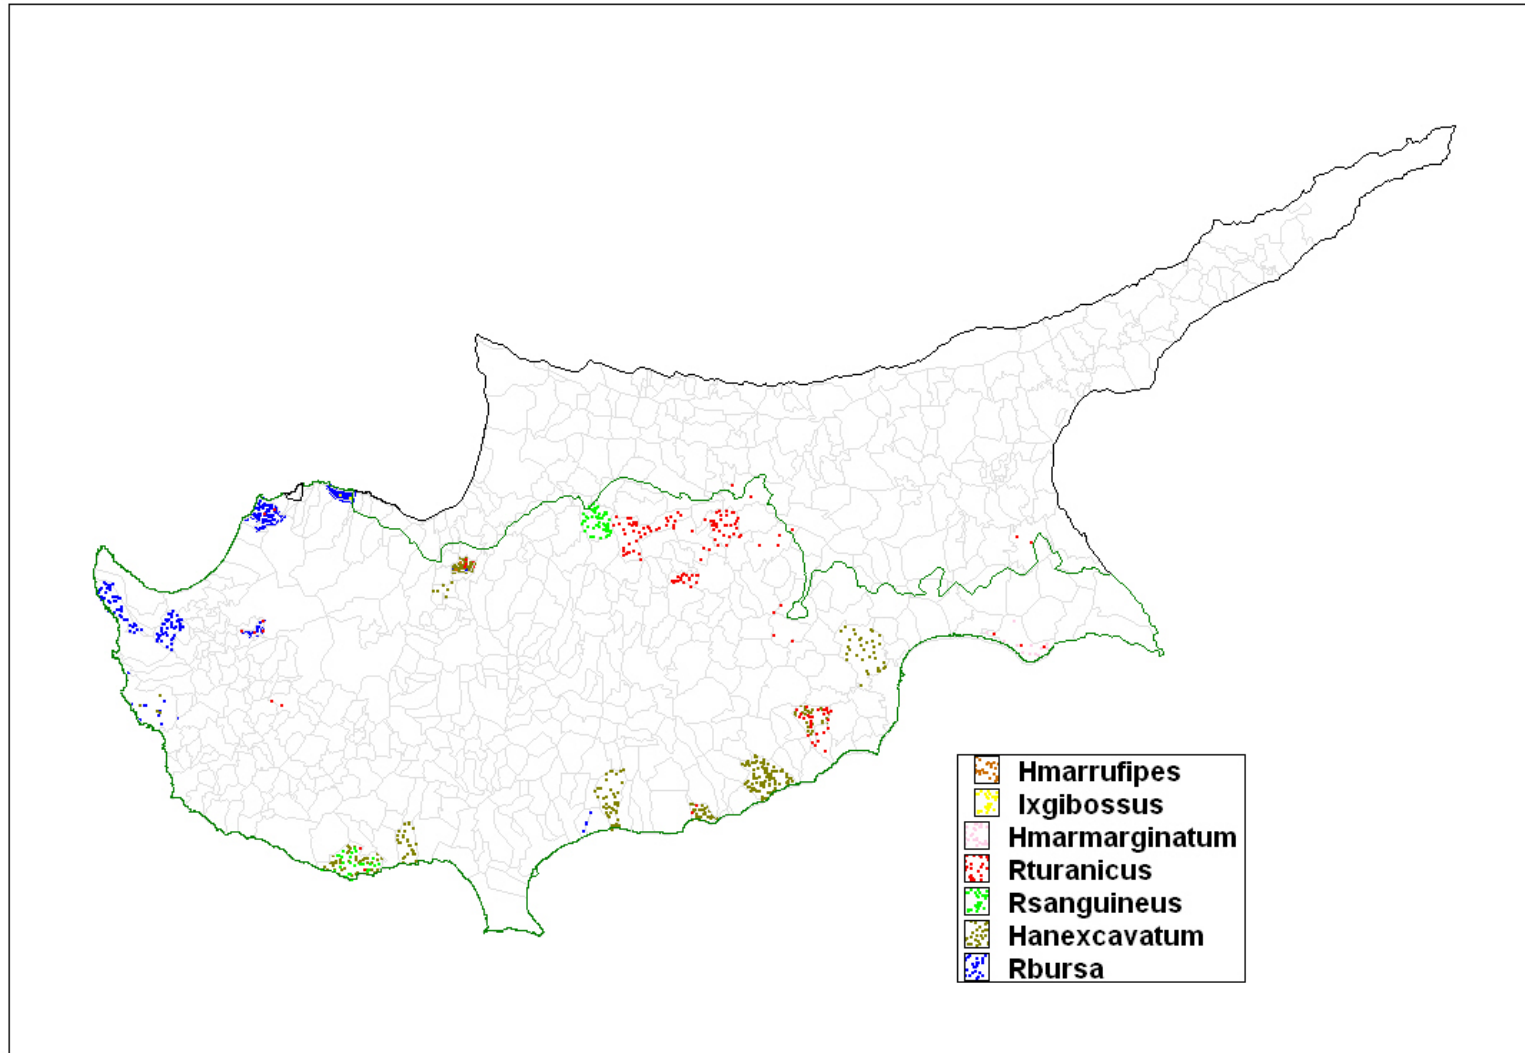 Hmarrufipes
Ixgibossus
Hmarmarginatum
Rturanicus
Rsanguineus
Hanexcavatum
Rbursa